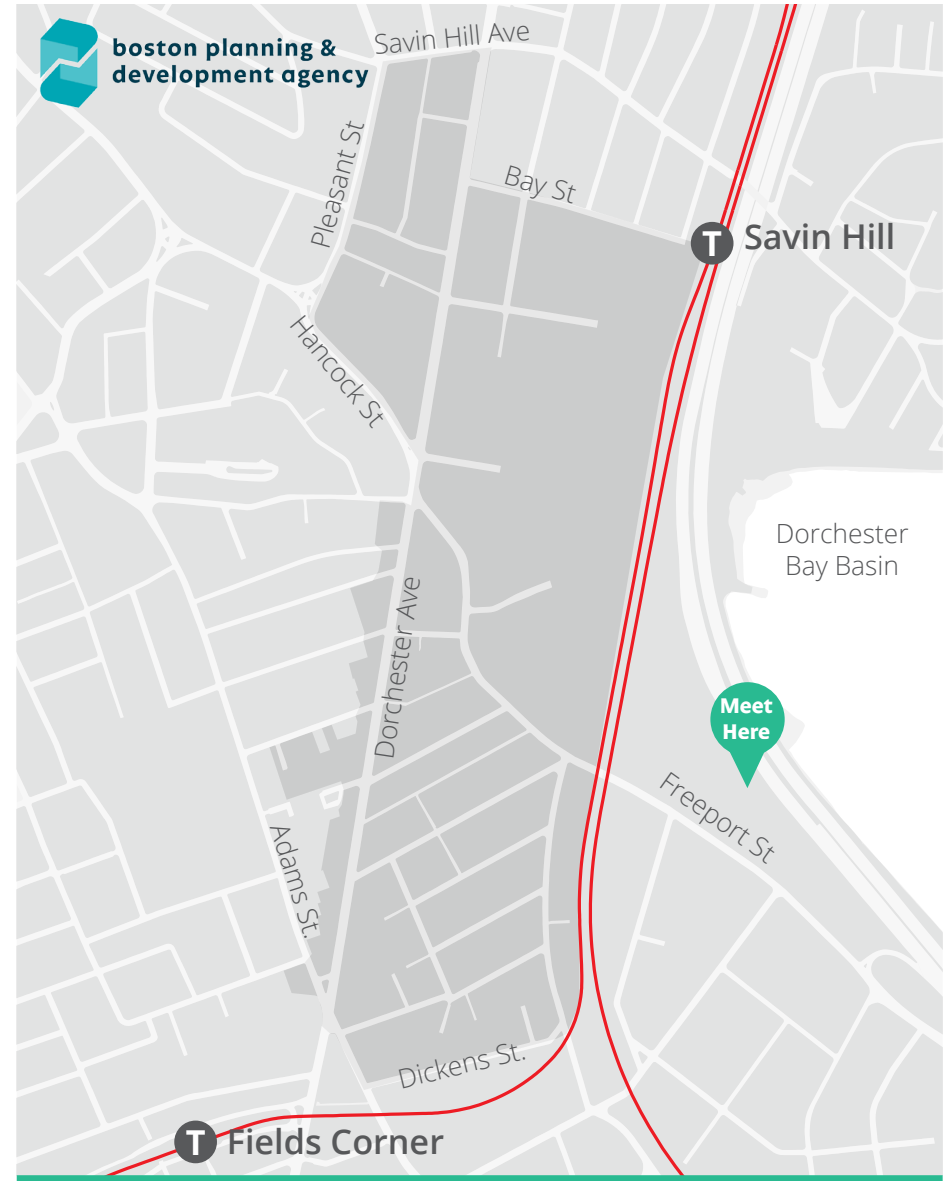 boston planning &
development agency
Savin Hill Ave
Pleasant St
Bay St
T
Savin Hill
Hancock St
Dorchester
Bay Basin
Dorchester Ave
Meet
Here
Freeport St
Adams St.
Dickens St.
T
Fields Corner